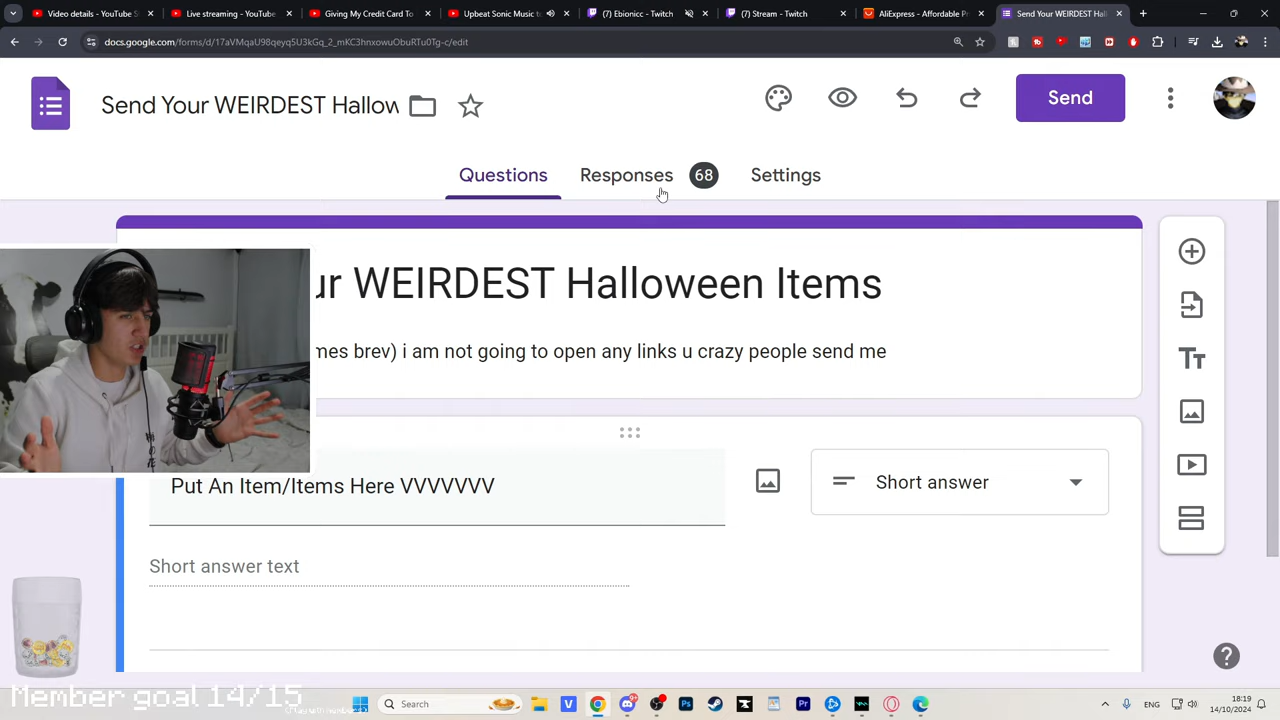 Video details - YouTube S
Live streaming - YouTube
Giving My Credit Card To
Upbeat Sonic Music to
(7) Ebionicc - Twitch
(7) Stream - Twitch
AliExpress - Affordable Pr
Send Your WEIRDEST Hall
docs.google.com/forms/d/17aVMqaU98qeyq5U3kGq_2_mKC3hnxowuObuRTu0Tg-c/edit
Send Your WEIRDEST Hallow
Send
Questions
Responses
68
Settings
ur WEIRDEST Halloween Items
mes brev) i am not going to open any links u crazy people send me
Put An Item/Items Here VVVVVVV
Short answer
Short answer text
Member goal 14/15
Search
ENG
18:19
14/10/2024